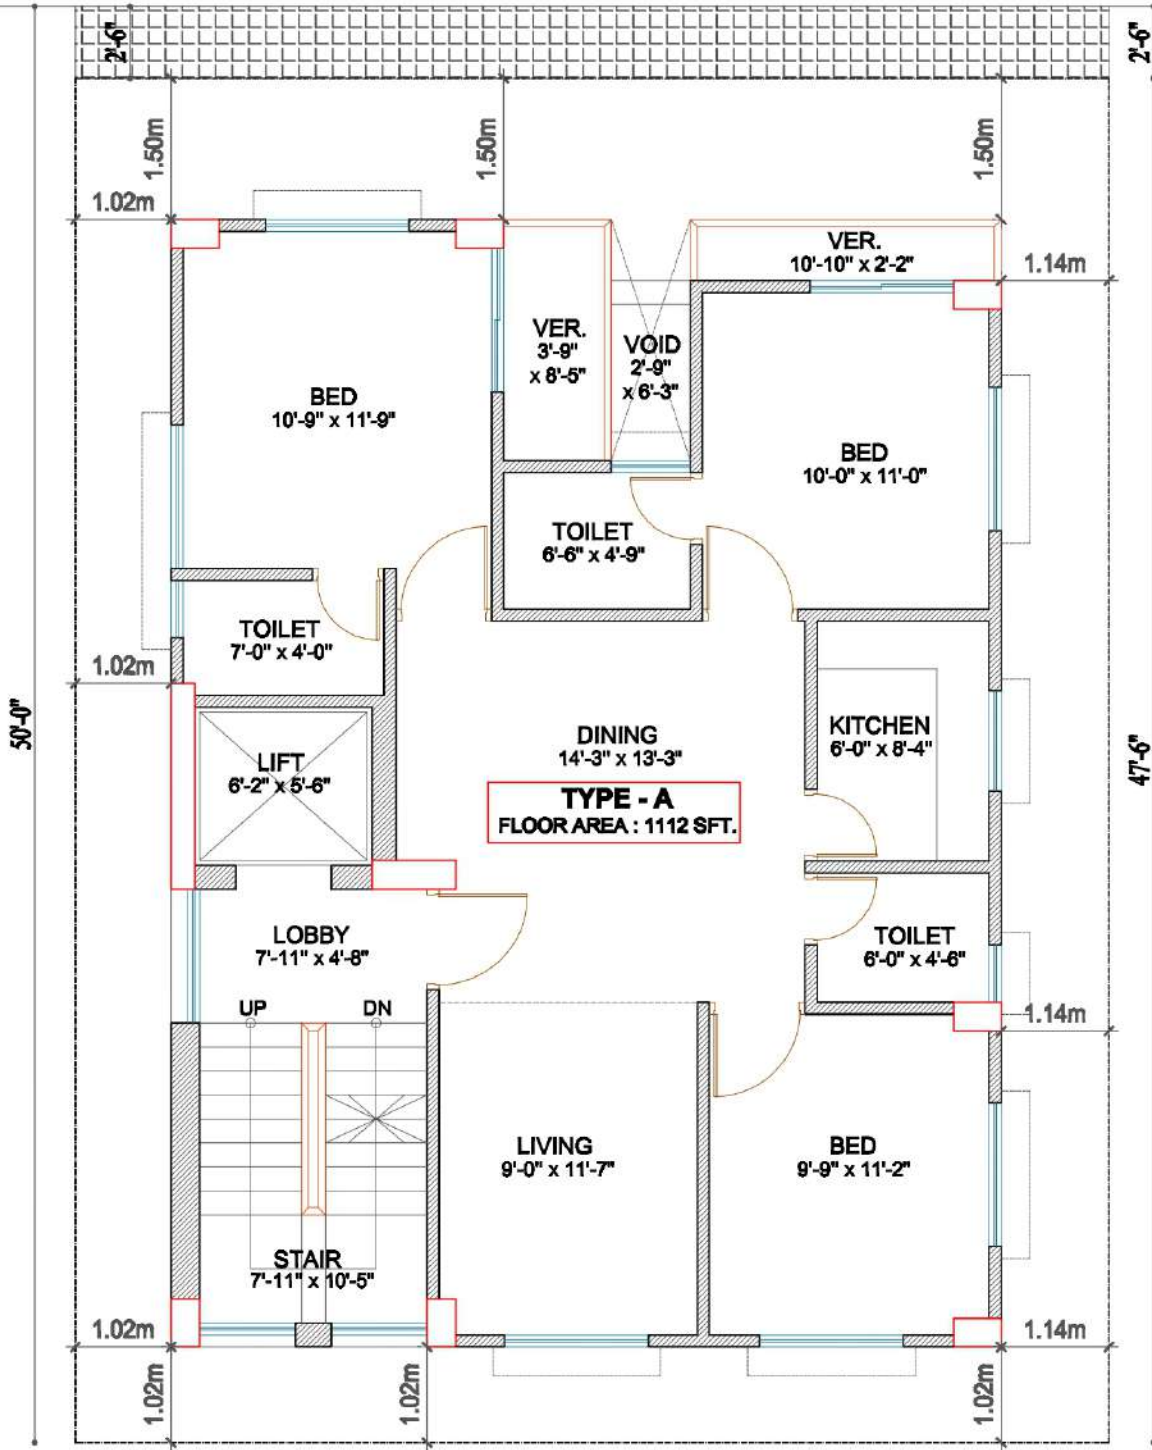 2'-6"
2'-6"
1.50m
1.50m
1.50m
1.02m
VER.
10'-10" x 2'-2"
1.14m
VER.
3'-9"
x 8'-5"
VOID
2'-9"
x 6'-3"
BED
10'-9" x 11'-9"
BED
10'-0" x 11'-0"
TOILET
6'-6" x 4'-9"
TOILET
7'-0" x 4'-0"
1.02m
50'-0"
LIFT
6'-2" x 5'-6"
DINING
14'-3" x 13'-3"
KITCHEN
6'-0" x 8'-4"
47'-6"
TYPE - A
FLOOR AREA : 1112 SFT.
LOBBY
7'-11" x 4'-8"
TOILET
6'-0" x 4'-6"
UP
DN
1.14m
LIVING
9'-0" x 11'-7"
BED
9'-9" x 11'-2"
STAIR
7'-11" x 10'-5"
1.02m
1.14m
1.02m
1.02m
1.02m